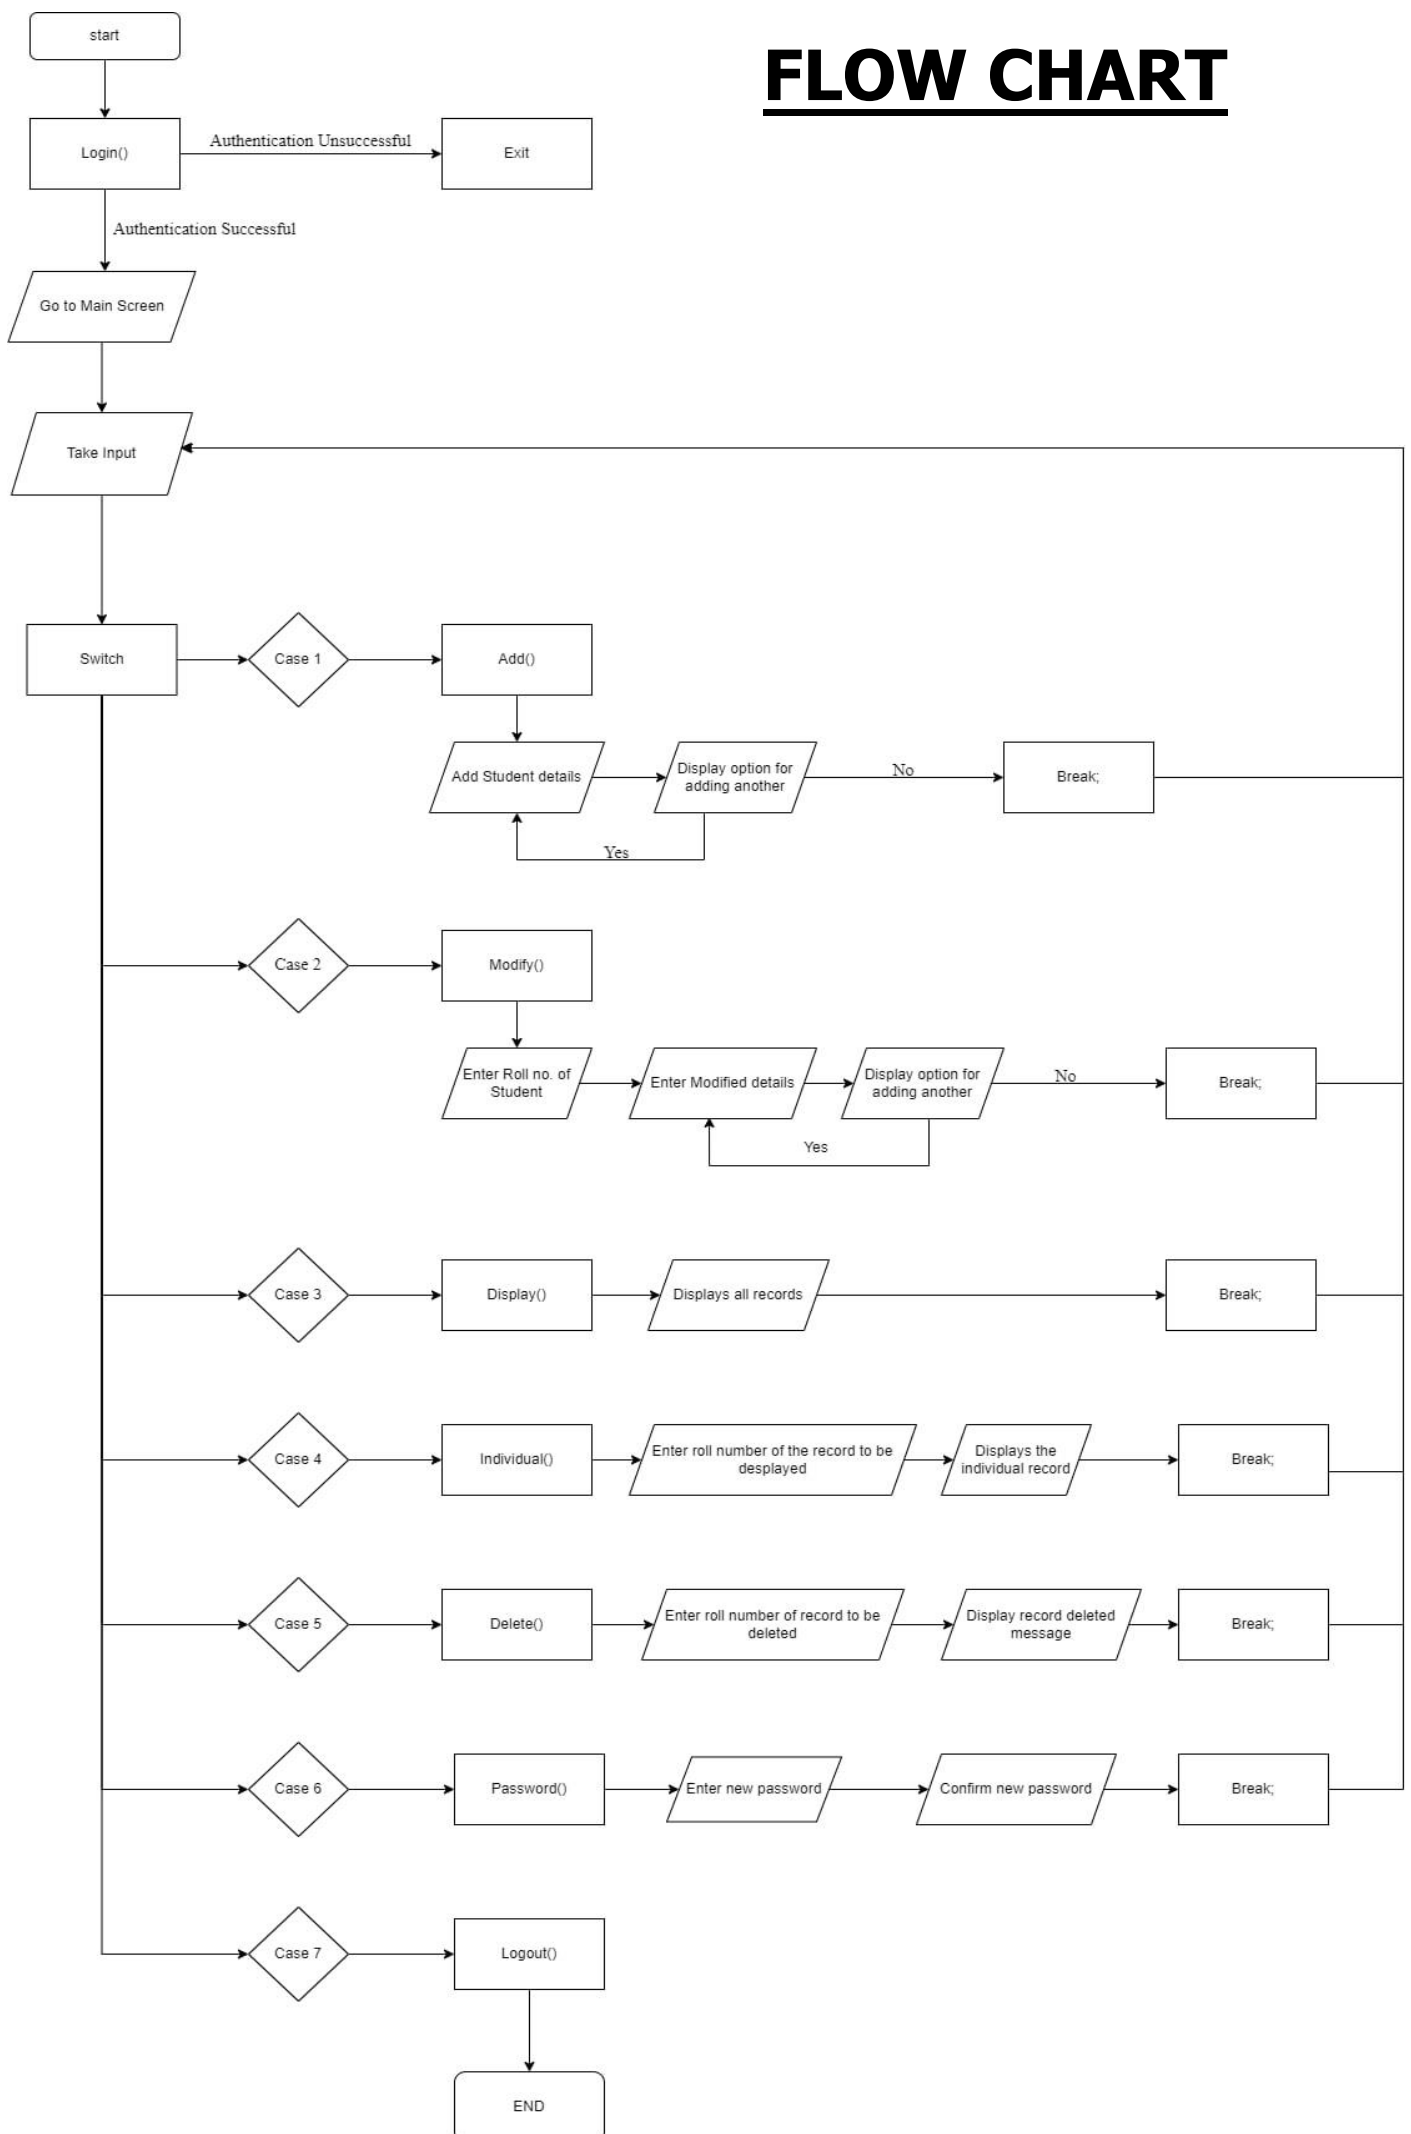 start
FLOW CHART
Login()
Authentication Unsuccessful
Exit
Authentication Successful
Go to Main Screen
Take Input
Switch
Case 1
Add()
Add Student details
Display option for
adding another
No
Break;
Yes
Case 2
Modify()
Enter Roll no. of
Student
Enter Modified details
Display option for
adding another
No
Break;
Yes
Case 3
Display()
Displays all records
Break;
Case 4
Individual()
Enter roll number of the record to be
desplayed
Displays the
individual record
Break;
Case 5
Delete()
Enter roll number of record to be
deleted
Display record deleted
message
Break;
Case 6
Password()
Enter new password
Confirm new password
Break;
Case 7
Logout()
END